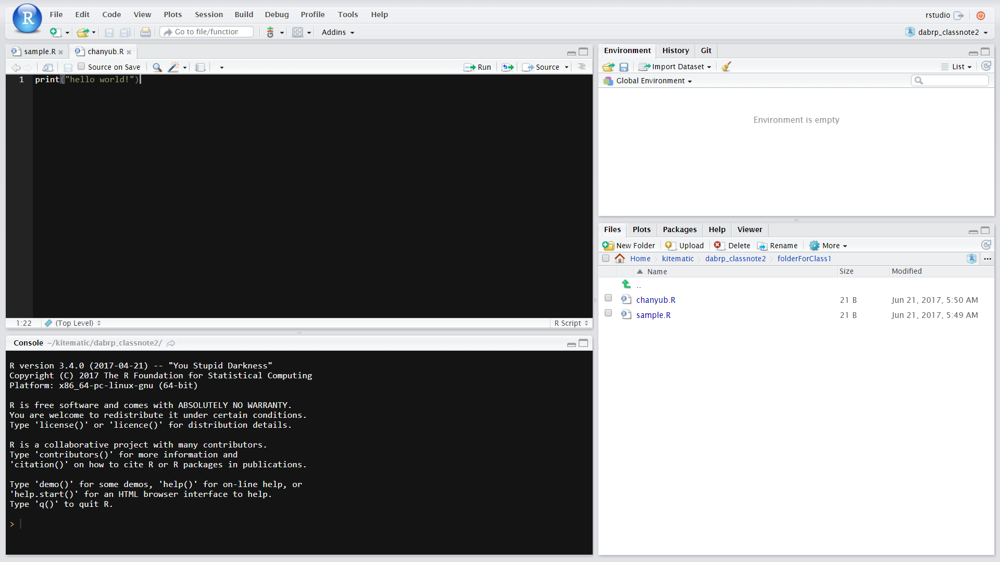 R
File Edit Code View Plots Session Build Debug Profile Tools Help
rstudio
Go to file/function
Addins
dabrp_classnote2
sample.R
chanyub.R
Source on Save
Run
Source
1 print("hello world!")
1:22
(Top Level)
R Script
Console ~/kitematic/dabrp_classnote2/
R version 3.4.0 (2017-04-21) -- "You Stupid Darkness"
Copyright (C) 2017 The R Foundation for Statistical Computing
Platform: x86_64-pc-linux-gnu (64-bit)
R is free software and comes with ABSOLUTELY NO WARRANTY.
You are welcome to redistribute it under certain conditions.
Type 'license()' or 'licence()' for distribution details.
R is a collaborative project with many contributors.
Type 'contributors()' for more information and
'citation()' on how to cite R or R packages in publications.
Type 'demo()' for some demos, 'help()' for on-line help, or
'help.start()' for an HTML browser interface to help.
Type 'q()' to quit R.
>
Environment History Git
Import Dataset
List
Global Environment
Environment is empty
Files Plots Packages Help Viewer
New Folder Upload Delete Rename More
Home kitematic dabrp_classnote2 folderForClass1 ...
Name Size Modified
..
chanyub.R 21 B Jun 21, 2017, 5:50 AM
sample.R 21 B Jun 21, 2017, 5:49 AM